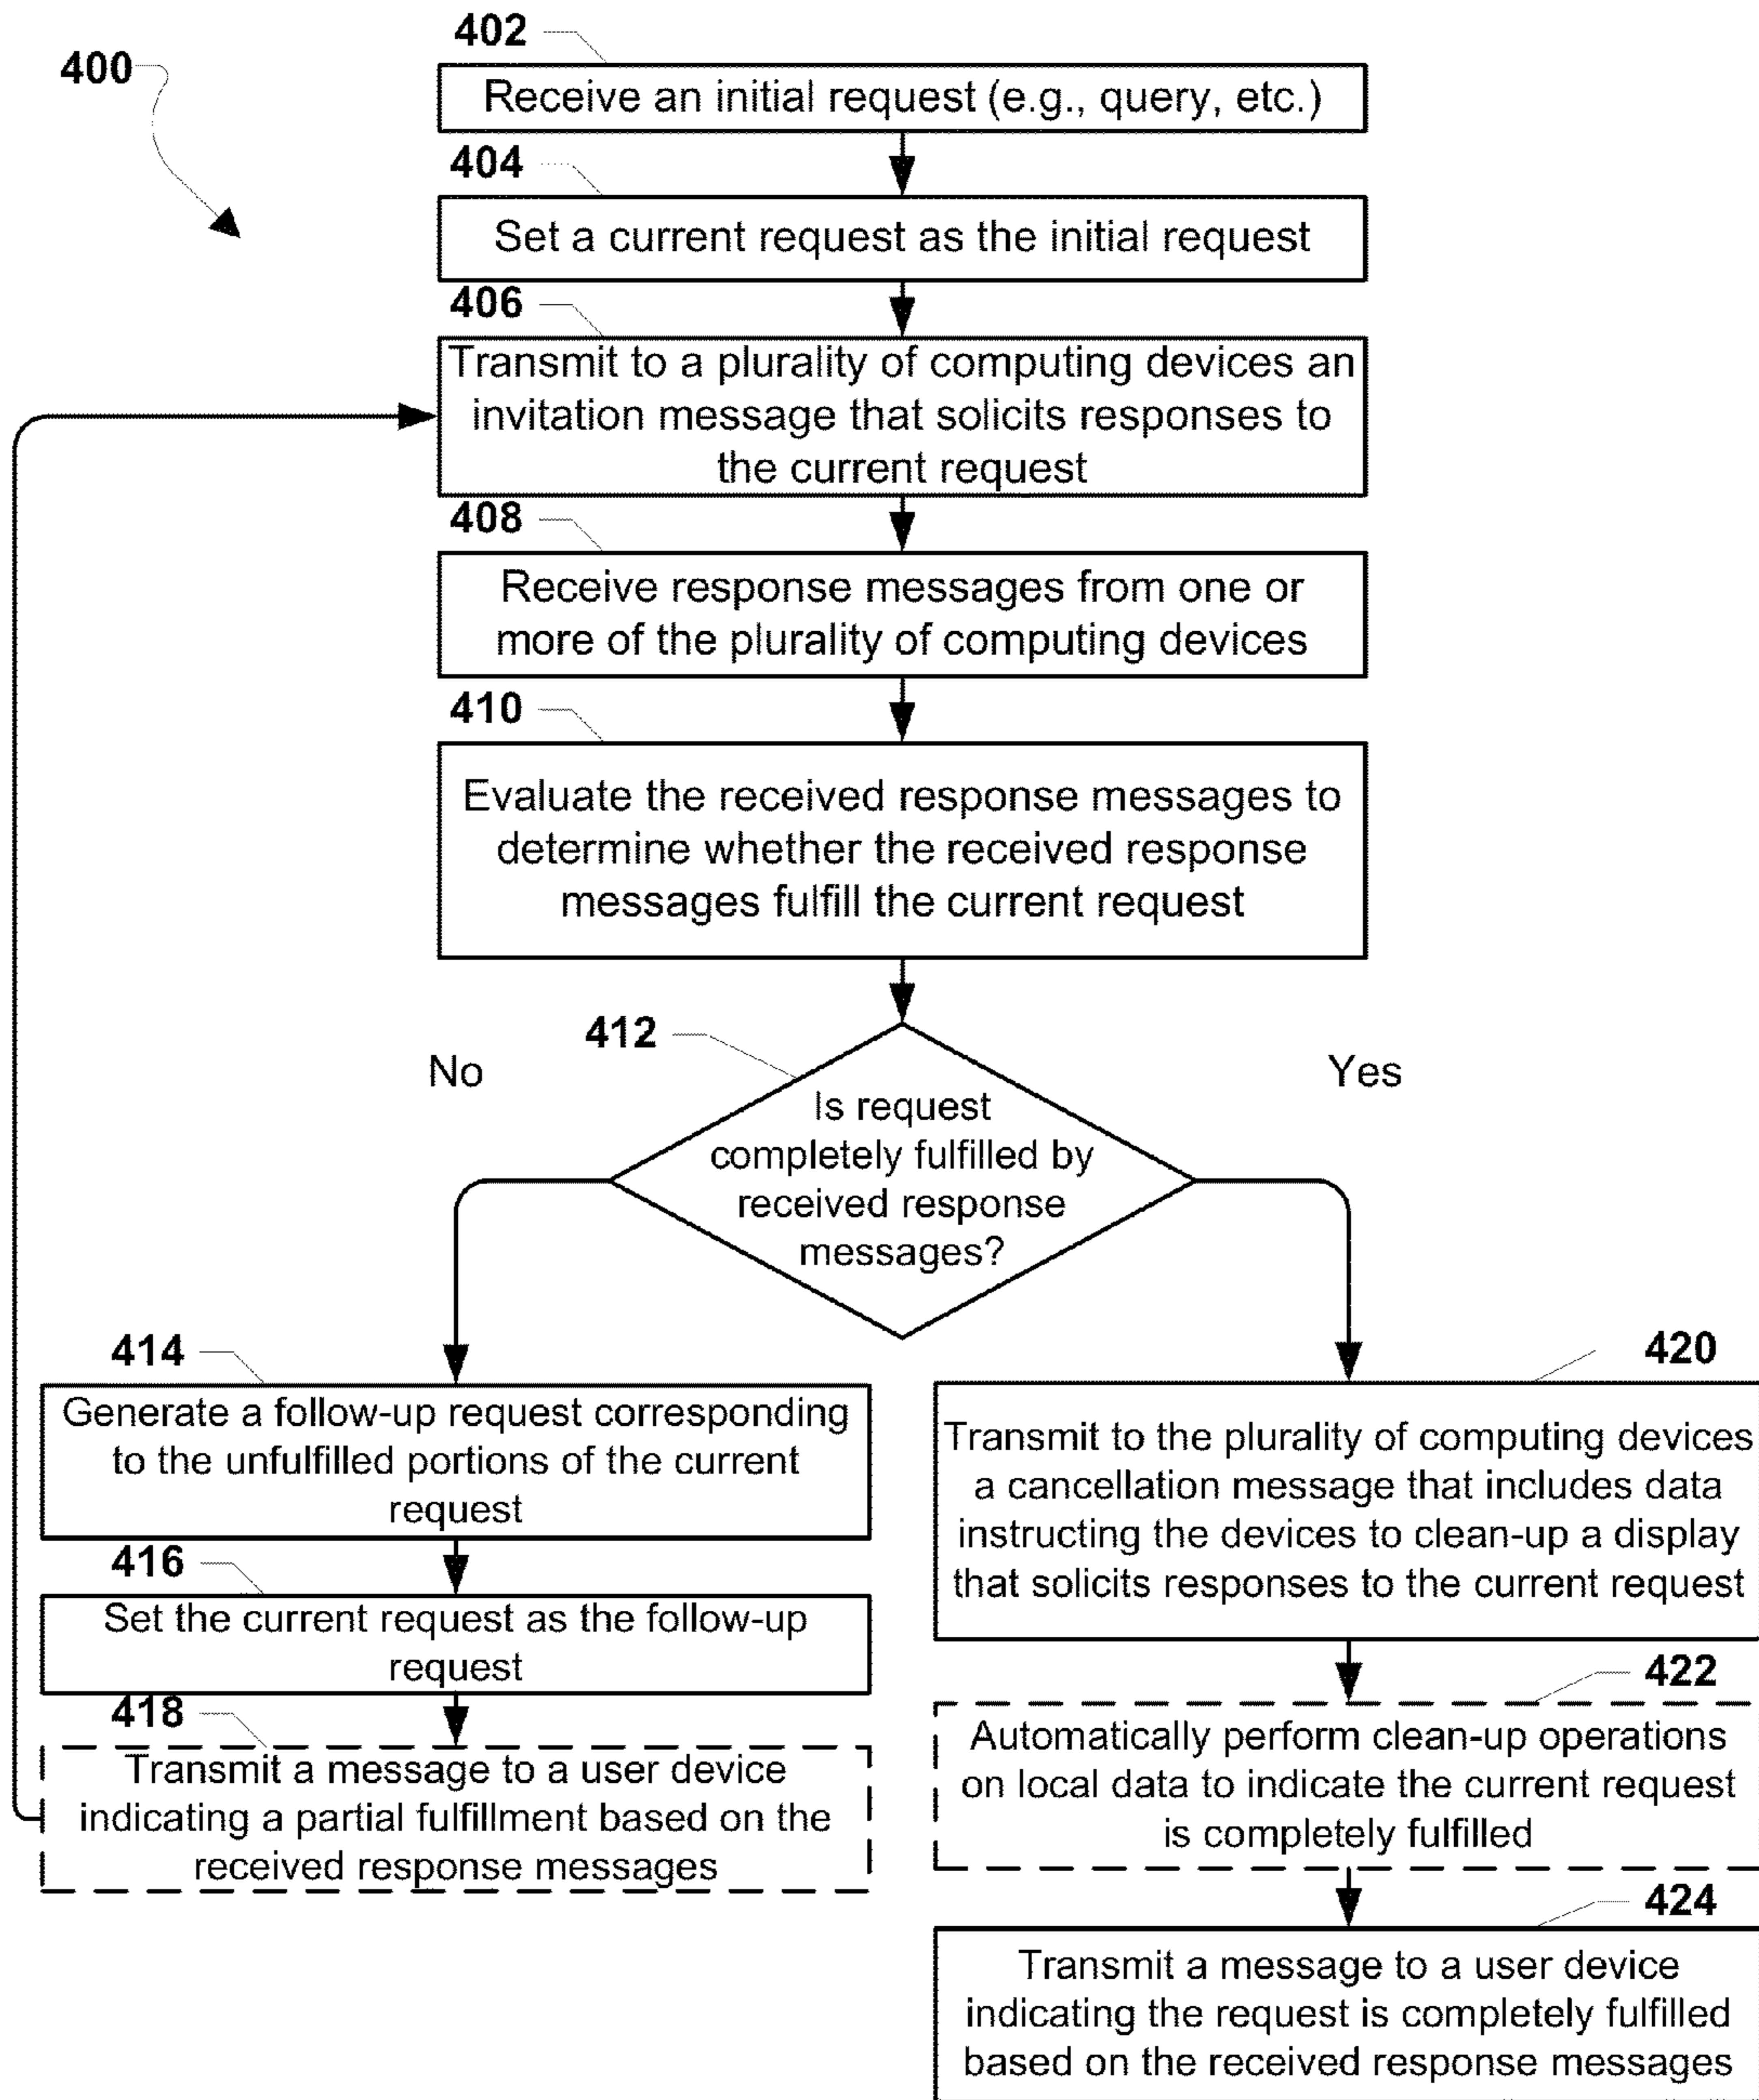 400
402
Receive an initial request (e.g., query, etc.)
404
Set a current request as the initial request
406
Transmit to a plurality of computing devices an
invitation message that solicits responses to
the current request
408
Receive response messages from one or
more of the plurality of computing devices
410
Evaluate the received response messages to
determine whether the received response
messages fulfill the current request
412
No
Yes
Is request
completely fulfilled by
received response
messages?
414
Generate a follow-up request corresponding
to the unfulfilled portions of the current
request
416
Set the current request as the follow-up
request
418
Transmit a message to a user device
indicating a partial fulfillment based on the
received response messages
420
Transmit to the plurality of computing devices
a cancellation message that includes data
instructing the devices to clean-up a display
that solicits responses to the current request
422
Automatically perform clean-up operations
on local data to indicate the current request
is completely fulfilled
424
Transmit a message to a user device
indicating the request is completely fulfilled
based on the received response messages